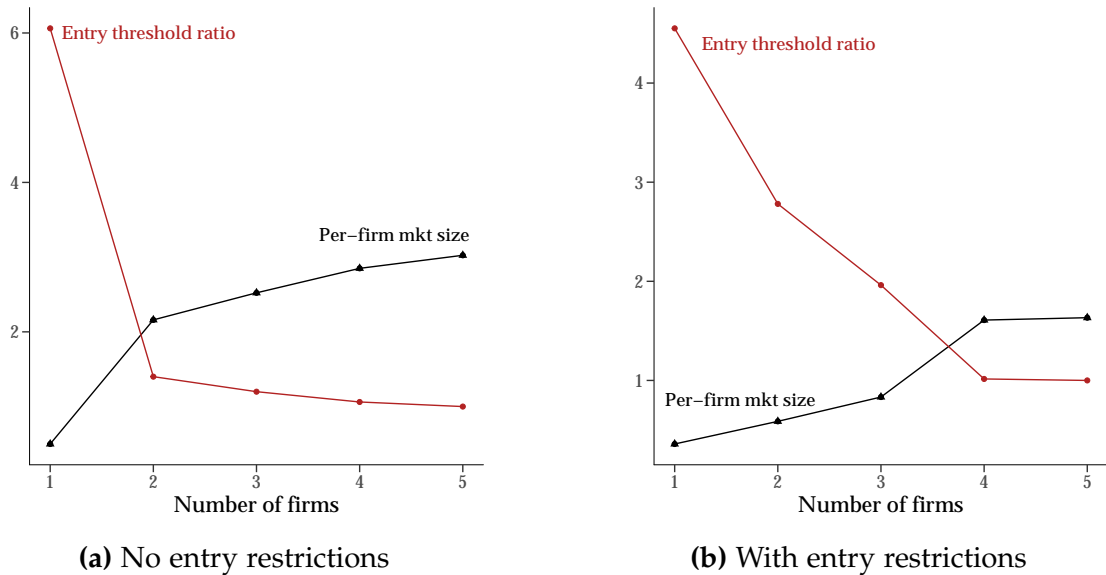 6
4
2
Entry threshold ratio
Per−firm mkt size
1 2 3 4 5
Number of firms
(a) No entry restrictions
4
3
2
1
Entry threshold ratio
Per−firm mkt size
1 2 3 4 5
Number of firms
(b) With entry restrictions